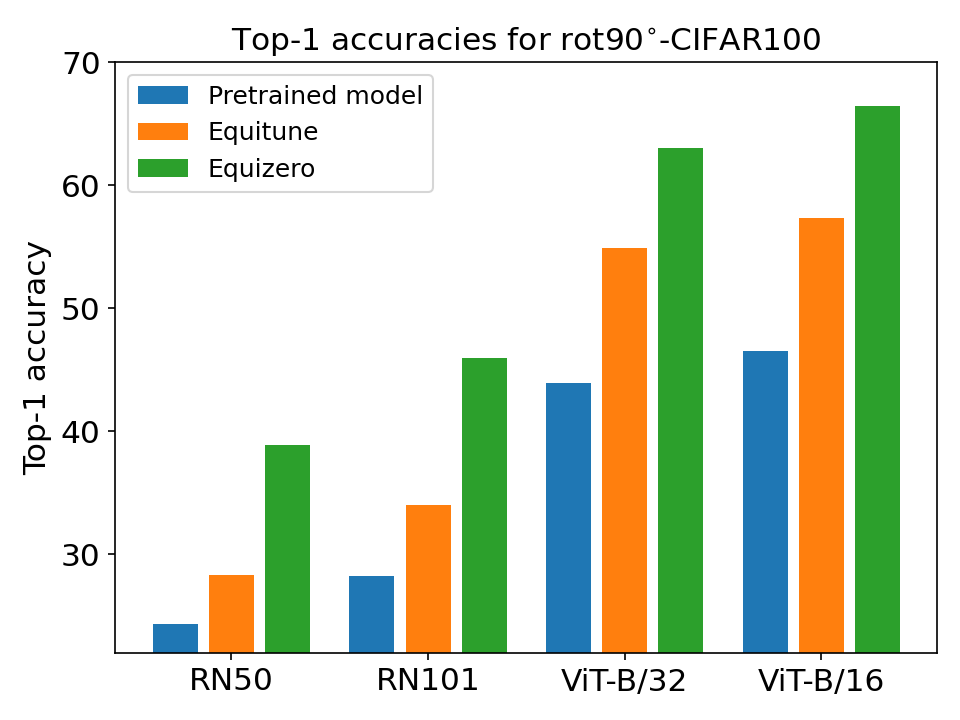 Top-1 accuracies for rot90°-CIFAR100
70
60
50
40
30
Top-1 accuracy
Pretrained model
Equitune
Equizero
RN50
RN101
ViT-B/32
ViT-B/16